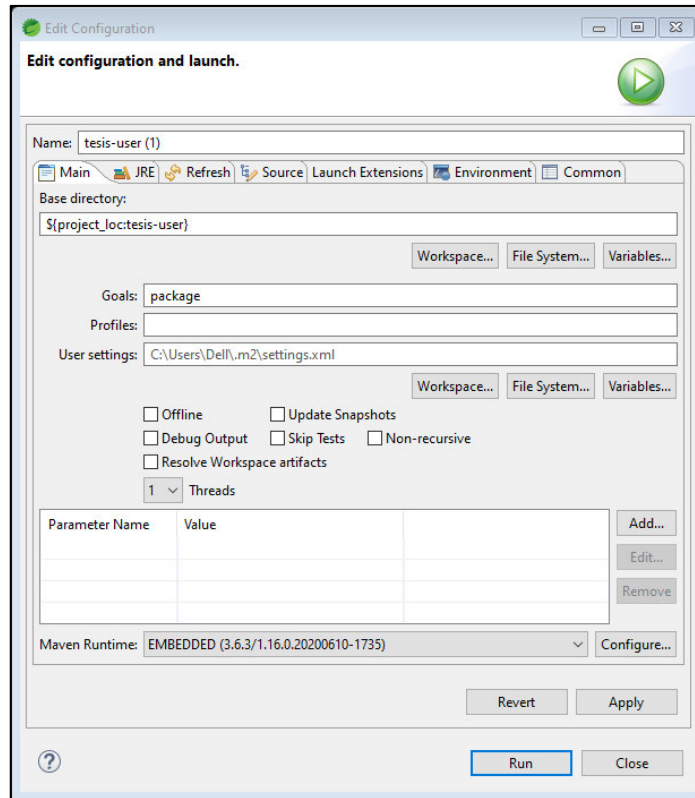 Edit Configuration
Edit configuration and launch.
Name: tesis-user (1)
Main JRE Refresh Source Launch Extensions Environment Common
Base directory:
${project_loc:tesis-user}
Workspace... File System... Variables...
Goals: package
Profiles:
User settings: C:\Users\Dell\.m2\settings.xml
Workspace... File System... Variables...
Offline Update Snapshots
Debug Output Skip Tests Non-recursive
Resolve Workspace artifacts
1 Threads
Parameter Name Value Add...
Edit...
Remove
Maven Runtime: EMBEDDED (3.6.3/1.16.0.20200610-1735) Configure...
Revert Apply
? Run Close